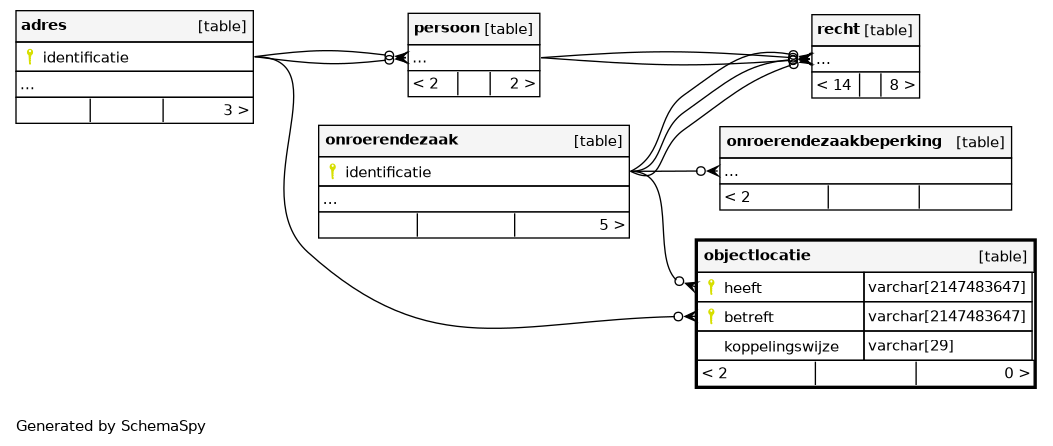 adres [table]
identificatie
...
3 >
persoon [table]
...
< 2 2 >
recht [table]
...
< 14 8 >
onroerendezaak [table]
identificatie
...
5 >
onroerendezaakbeperking [table]
...
< 2
objectlocatie [table]
heeft varchar[2147483647]
betreft varchar[2147483647]
koppelingswijze varchar[29]
< 2 0 >
Generated by SchemaSpy